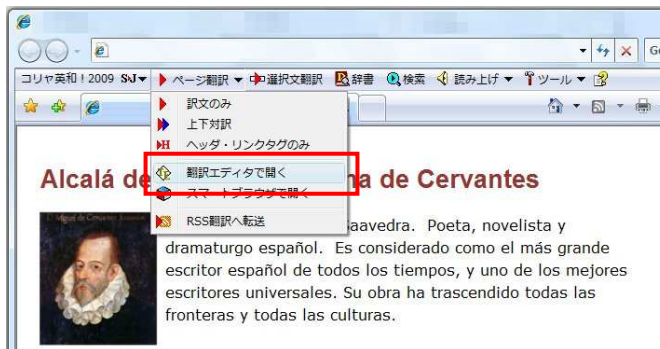 G
コリャ英和!2009 S▸J▼ ページ翻訳 ▼ 選択文翻訳 辞書 検索 読み上げ ▼ ツール ▼
訳文のみ
上下対訳
ヘッダ・リンクタグのみ
翻訳エディタで開く
スマートブラウザで開く
RSS翻訳へ転送
Alcalá de a de Cervantes
aavedra. Poeta, novelista y
dramaturgo español. Es considerado como el más grande
escritor español de todos los tiempos, y uno de los mejores
escritores universales. Su obra ha trascendido todas las
fronteras y todas las culturas.